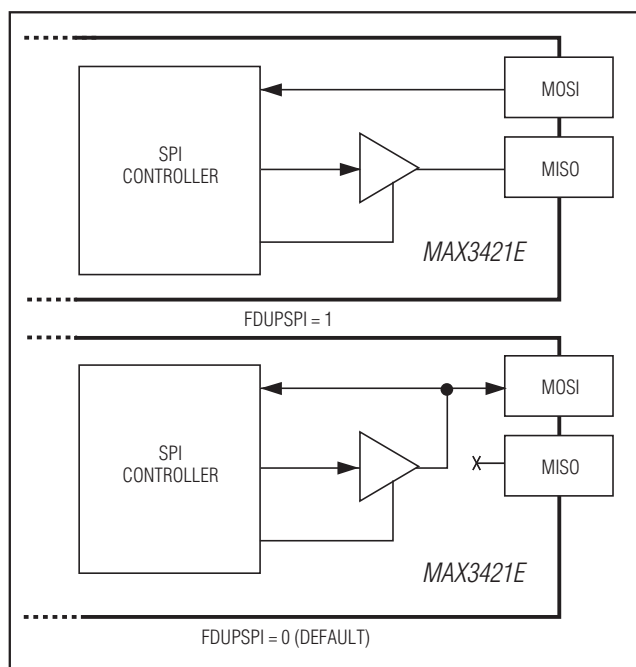 MOSI
SPI
CONTROLLER
MISO
MAX3421E
FDUPSPI = 1
MOSI
SPI
CONTROLLER
MISO
MAX3421E
FDUPSPI = 0 (DEFAULT)